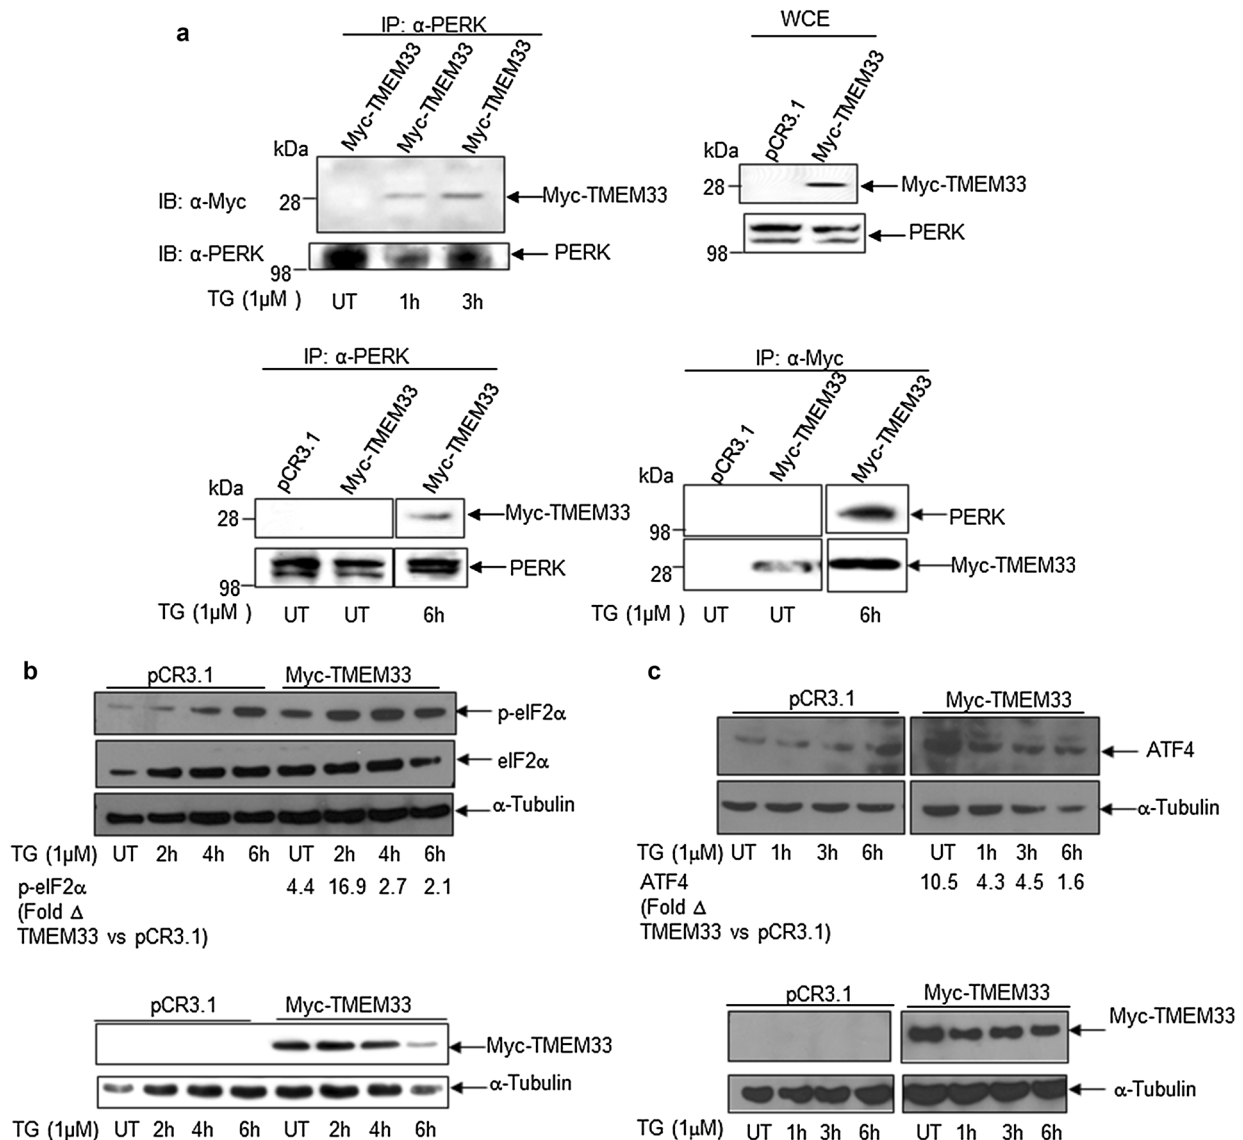 a
IP: α-PERK
Myc-TMEM33 Myc-TMEM33 Myc-TMEM33
kDa
IB: α-Myc 28 Myc-TMEM33
IB: α-PERK PERK
98
TG (1µM ) UT 1h 3h
WCE
pCR3.1 Myc-TMEM33
kDa
28 Myc-TMEM33
PERK
98
IP: α-PERK
pCR3.1 Myc-TMEM33 Myc-TMEM33
kDa
28 Myc-TMEM33
PERK
98
TG (1µM ) UT UT 6h
IP: α-Myc
pCR3.1 Myc-TMEM33 Myc-TMEM33
kDa
PERK
98
28 Myc-TMEM33
TG (1µM ) UT UT 6h
b
pCR3.1 Myc-TMEM33
p-eIF2α
eIF2α
α-Tubulin
TG (1µM) UT 2h 4h 6h UT 2h 4h 6h
p-eIF2α 4.4 16.9 2.7 2.1
(Fold Δ
TMEM33 vs pCR3.1)
pCR3.1 Myc-TMEM33
Myc-TMEM33
α-Tubulin
TG (1µM) UT 2h 4h 6h UT 2h 4h 6h
c
pCR3.1 Myc-TMEM33
ATF4
α-Tubulin
TG (1µM) UT 1h 3h 6h UT 1h 3h 6h
ATF4 10.5 4.3 4.5 1.6
(Fold Δ
TMEM33 vs pCR3.1)
pCR3.1 Myc-TMEM33
Myc-TMEM33
α-Tubulin
TG (1µM) UT 1h 3h 6h UT 1h 3h 6h